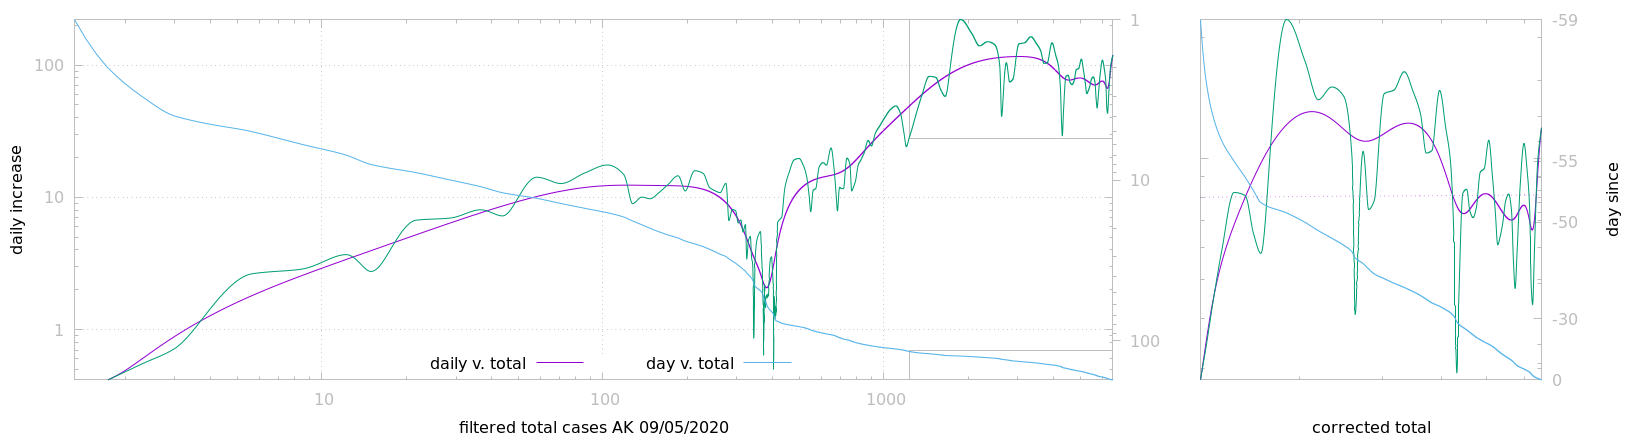 daily increase
100
10
1
daily v. total
day v. total
10
100
1000
filtered total cases AK 09/05/2020
1
10
100
-59
-55
-50
-30
0
day since
corrected total